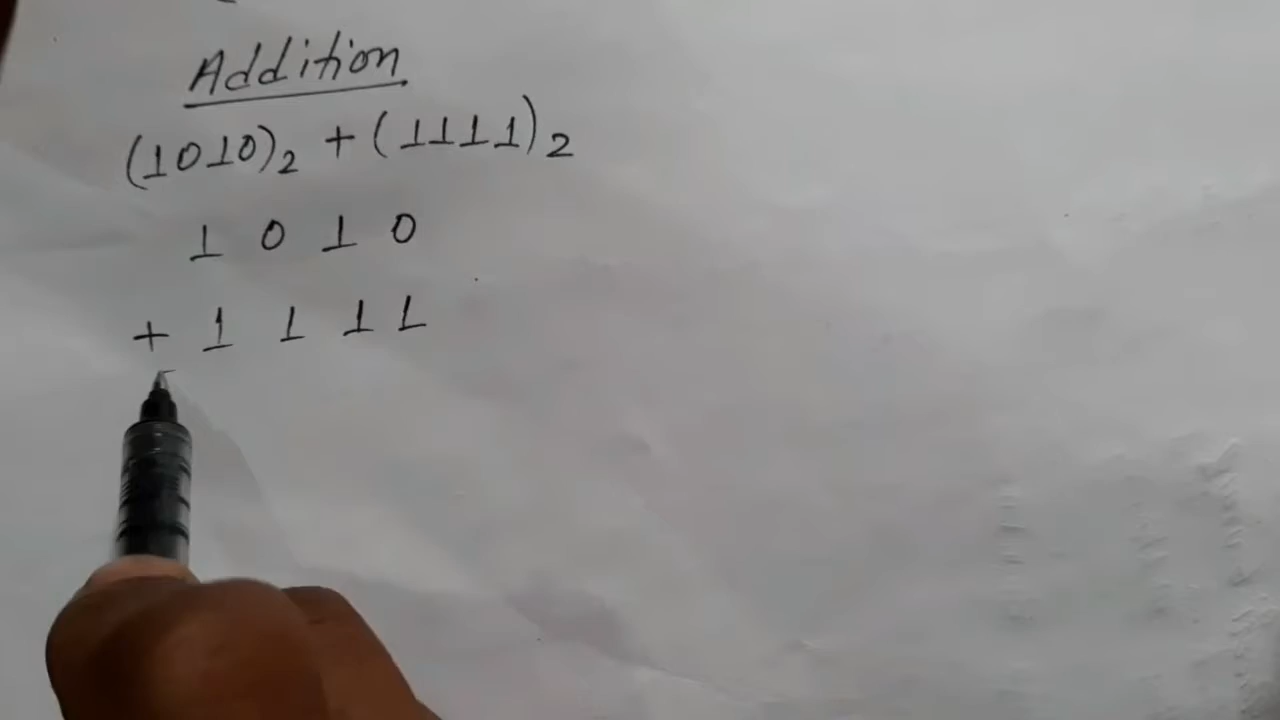 Addition
(1010)2 + (1111)2
1 0 1 0
+ 1 1 1 1